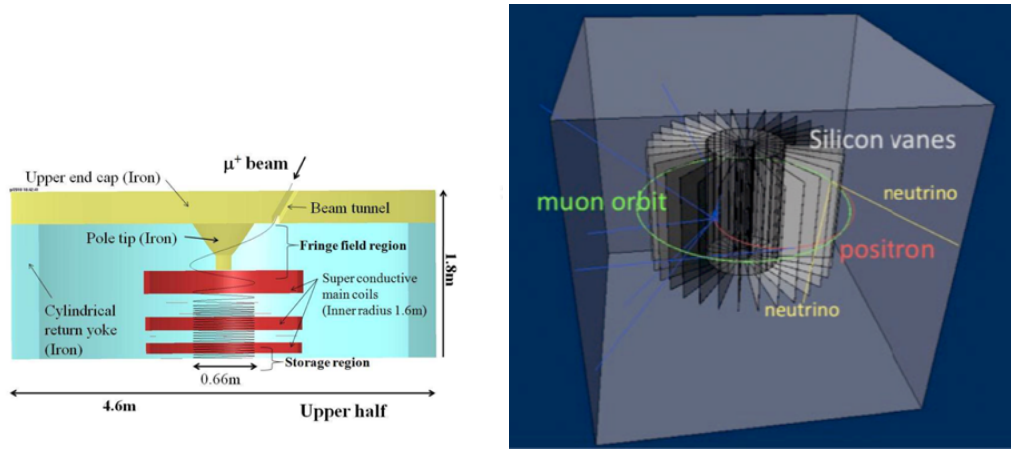 μ⁺ beam
Upper end cap (Iron)
Beam tunnel
Pole tip (Iron)
Fringe field region
Super conductive
main coils
(Inner radius 1.6m)
1.8m
Cylindrical
return yoke
(Iron)
Storage region
0.66m
4.6m
Upper half
Silicon vanes
neutrino
muon orbit
positron
neutrino